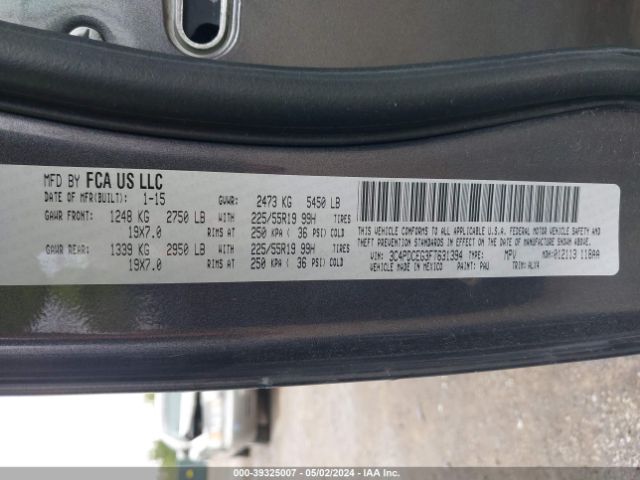 MFD BY FCA US LLC
DATE OF MFR(BUILT): 1-15 GVWR: 2473 KG 5450 LB
GAWR FRONT: 1248 KG 2750 LB WITH 225/55R19 99H TIRES
19X7.0 RIMS AT 250 KPA ( 36 PSI) COLD
GAWR REAR: 1339 KG 2950 LB WITH 225/55R19 99H TIRES
19X7.0 RIMS AT 250 KPA ( 36 PSI) COLD
THIS VEHICLE CONFORMS TO ALL APPLICABLE U.S.A. FEDERAL MOTOR VEHICLE SAFETY AND
THEFT PREVENTION STANDARDS IN EFFECT ON THE DATE OF MANUFACTURE SHOWN ABOVE.
VIN: 3C4PDCEG3FT631394 TYPE: MPV MDH:012113 118AA
VEHICLE MADE IN MEXICO PAINT: PAU TRIM: ALXA
000-39325007 - 05/02/2024 - IAA Inc.